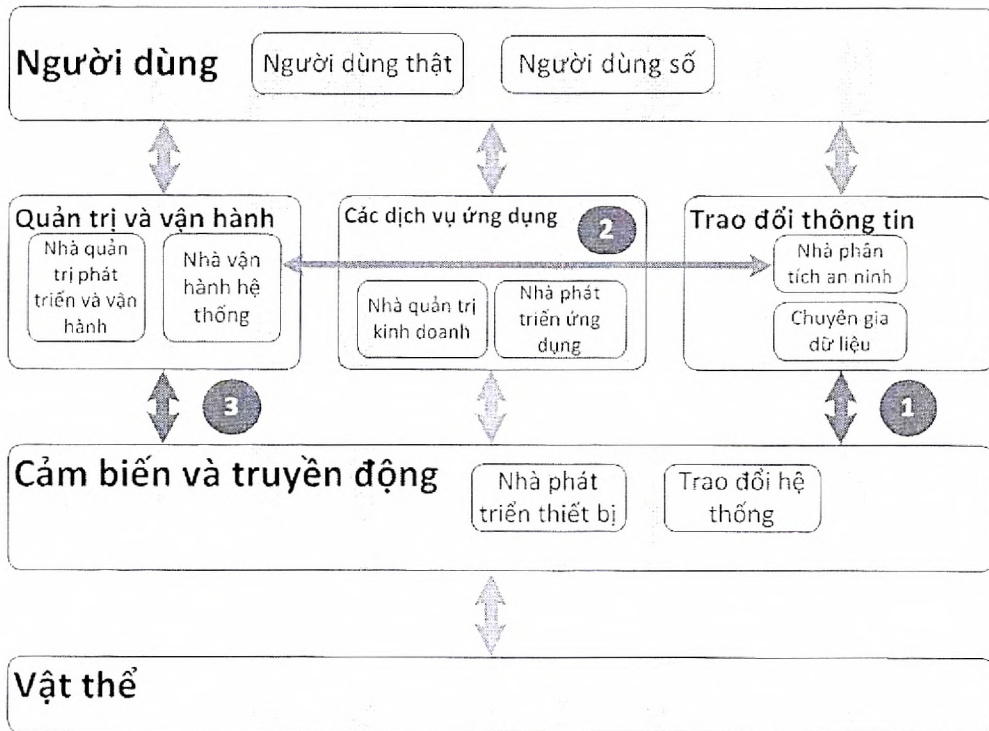 Người dùng
Người dùng thật
Người dùng số
Quản trị và vận hành
Nhà quản
trị phát
triển và vận
hành
Nhà vận
hành hệ
thống
Các dịch vụ ứng dụng
2
Nhà quản trị
kinh doanh
Nhà phát
triển ứng
dụng
Trao đổi thông tin
Nhà phân
tích an ninh
Chuyên gia
dữ liệu
3
1
Cảm biến và truyền động
Nhà phát
triển thiết bị
Trao đổi hệ
thống
Vật thể